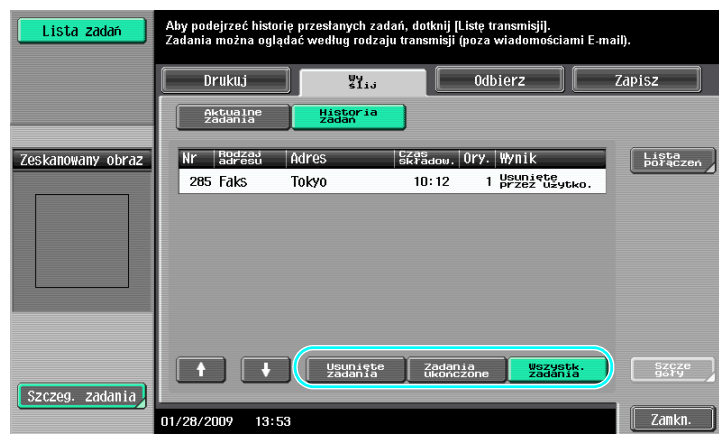 Lista zadań
Aby podejrzeć historię przesłanych zadań, dotknij [Listę transmisji].
Zadania można oglądać według rodzaju transmisji (poza wiadomościami E-mail).
Drukuj
Wyślij
Odbierz
Zapisz
Aktualne zadania
Historia zadań
Zeskanowany obraz
Nr Rodzaj adresu Adres Czas składow. Ory. Wynik
285 Faks Tokyo 10:12 1 Usunięte przez użytko.
Lista połączeń
Usunięte zadania
Zadania ukończone
Wszystk. zadania
Szczegóły
Szczeg. zadania
01/28/2009 13:53
Zamkn.